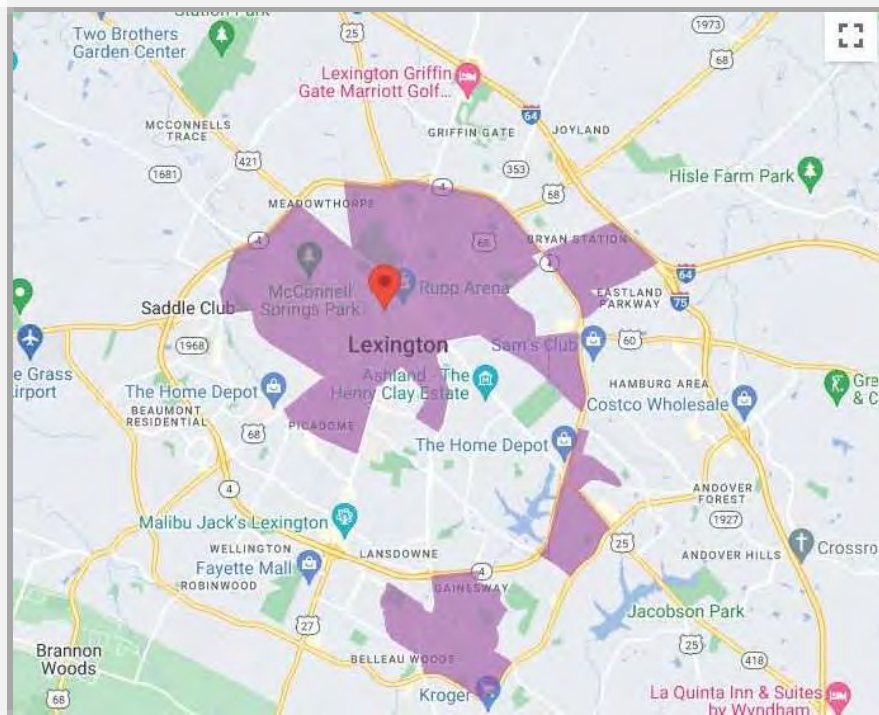 Station Park
1973
Two Brothers
Garden Center
25
68
Lexington Griffin
Gate Marriott Golf...
64
MCCONNELLS
TRACE
GRIFFIN GATE
JOYLAND
421
353
1681
68
Hisle Farm Park
4
MEADOWTHORPE
4
68
BRYAN STATION
4
64
McConnell
Springs Park
Rupp Arena
EASTLAND
PARKWAY
75
Saddle Club
Lexington
Sam's Club
60
1968
e Grass
irport
Ashland - The
Henry Clay Estate
HAMBURG AREA
Gre
& C
The Home Depot
Costco Wholesale
BEAUMONT
RESIDENTIAL
68
PICADOME
The Home Depot
4
ANDOVER
FOREST
Malibu Jack's Lexington
1927
25
WELLINGTON
LANSDOWNE
ANDOVER HILLS
Crossro
Fayette Mall
4
ROBINWOOD
GAINESWAY
27
Jacobson Park
25
Brannon
Woods
BELLEAU WOODS
418
68
Kroger
La Quinta Inn & Suites
by Wyndham